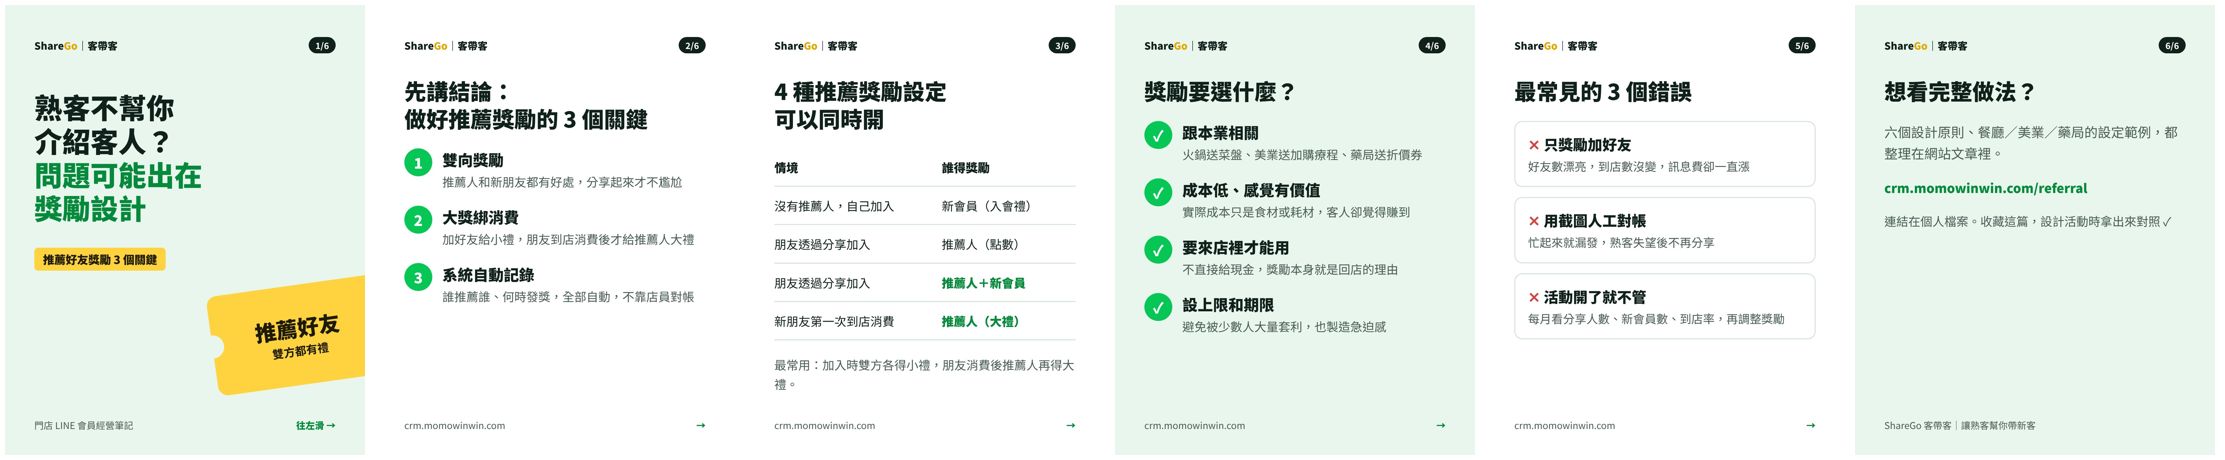 ShareGo｜客帶客
1/6
熟客不幫你
介紹客人？
問題可能出在
獎勵設計
推薦好友獎勵 3 個關鍵
推薦好友
雙方都有禮
門店 LINE 會員經營筆記
往左滑 →
ShareGo｜客帶客
2/6
先講結論：
做好推薦獎勵的 3 個關鍵
1 雙向獎勵
推薦人和新朋友都有好處，分享起來才不尷尬
2 大獎綁消費
加好友給小禮，朋友到店消費後才給推薦人大禮
3 系統自動記錄
誰推薦誰、何時發獎，全部自動，不靠店員對帳
crm.momowinwin.com →
ShareGo｜客帶客
3/6
4 種推薦獎勵設定
可以同時開
情境 誰得獎勵
沒有推薦人，自己加入 新會員（入會禮）
朋友透過分享加入 推薦人（點數）
朋友透過分享加入 推薦人＋新會員
新朋友第一次到店消費 推薦人（大禮）
最常用：加入時雙方各得小禮，朋友消費後推薦人再得大
禮。
crm.momowinwin.com →
ShareGo｜客帶客
4/6
獎勵要選什麼？
✓ 跟本業相關
火鍋送菜盤、美業送加購療程、藥局送折價券
✓ 成本低、感覺有價值
實際成本只是食材或耗材，客人卻覺得賺到
✓ 要來店裡才能用
不直接給現金，獎勵本身就是回店的理由
✓ 設上限和期限
避免被少數人大量套利，也製造急迫感
crm.momowinwin.com →
ShareGo｜客帶客
5/6
最常見的 3 個錯誤
✕ 只獎勵加好友
好友數漂亮，到店數沒變，訊息費卻一直漲
✕ 用截圖人工對帳
忙起來就漏發，熟客失望後不再分享
✕ 活動開了就不管
每月看分享人數、新會員數、到店率，再調整獎勵
crm.momowinwin.com →
ShareGo｜客帶客
6/6
想看完整做法？
六個設計原則、餐廳／美業／藥局的設定範例，都
整理在網站文章裡。
crm.momowinwin.com/referral
連結在個人檔案。收藏這篇，設計活動時拿出來對照 ✓
ShareGo 客帶客｜讓熟客幫你帶新客